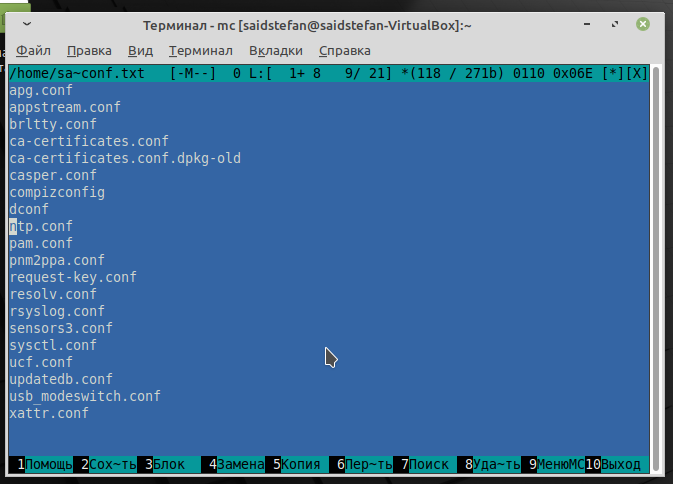 Терминал - mc [saidstefan@saidstefan-VirtualBox]:~
Файл Правка Вид Терминал Вкладки Справка
/home/sa~conf.txt [-M--] 0 L:[ 1+ 8 9/ 21] *(118 / 271b) 0110 0x06E [*][X]
apg.conf
appstream.conf
brltty.conf
ca-certificates.conf
ca-certificates.conf.dpkg-old
casper.conf
compizconfig
dconf
ntp.conf
pam.conf
pnm2ppa.conf
request-key.conf
resolv.conf
rsyslog.conf
sensors3.conf
sysctl.conf
ucf.conf
updatedb.conf
usb_modeswitch.conf
xattr.conf
1Помощь 2Сох~ть 3Блок 4Замена 5Копия 6Пер~ть 7Поиск 8Уда~ть 9МенюMC 10Выход